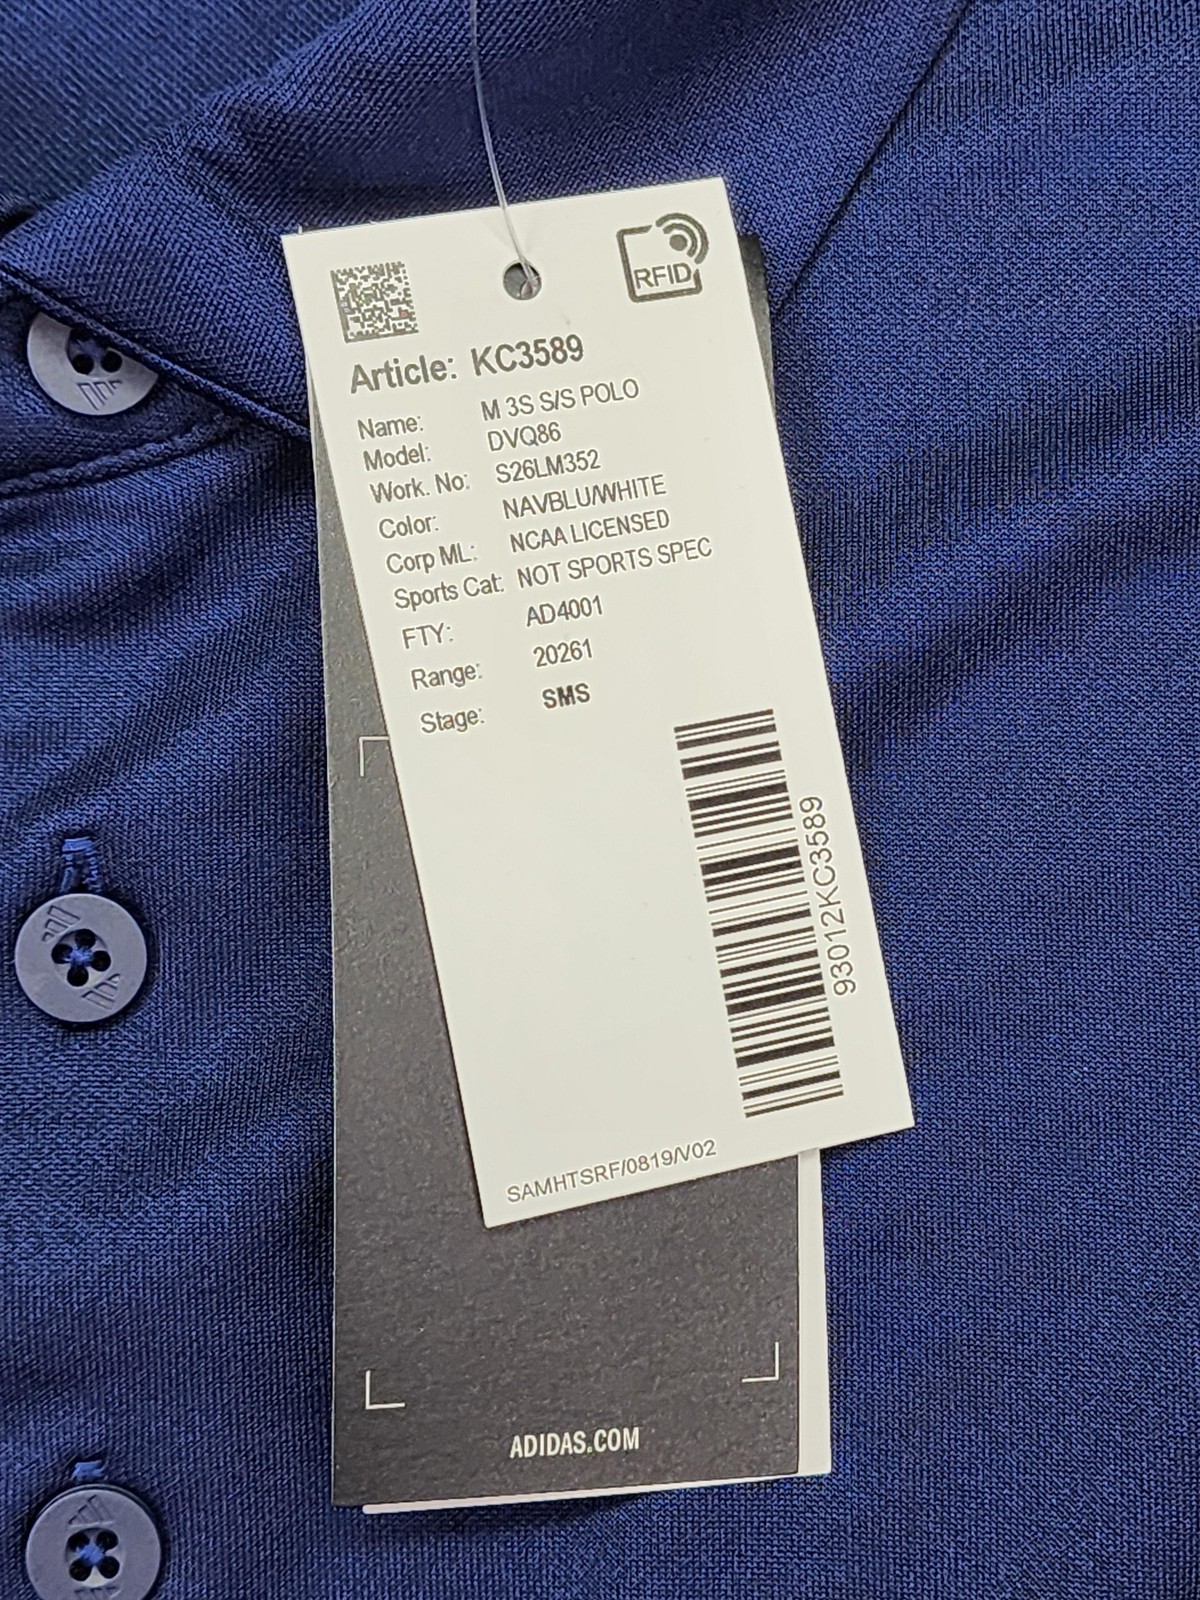 RFID
Article: KC3589
Name: M 3S S/S POLO
Model: DVQ86
Work. No: S26LM352
Color: NAVBLU/WHITE
Corp ML: NCAA LICENSED
Sports Cat: NOT SPORTS SPEC
FTY: AD4001
Range: 20261
Stage: SMS
93012KC3589
SAMHTSRF/0819/V02
ADIDAS.COM